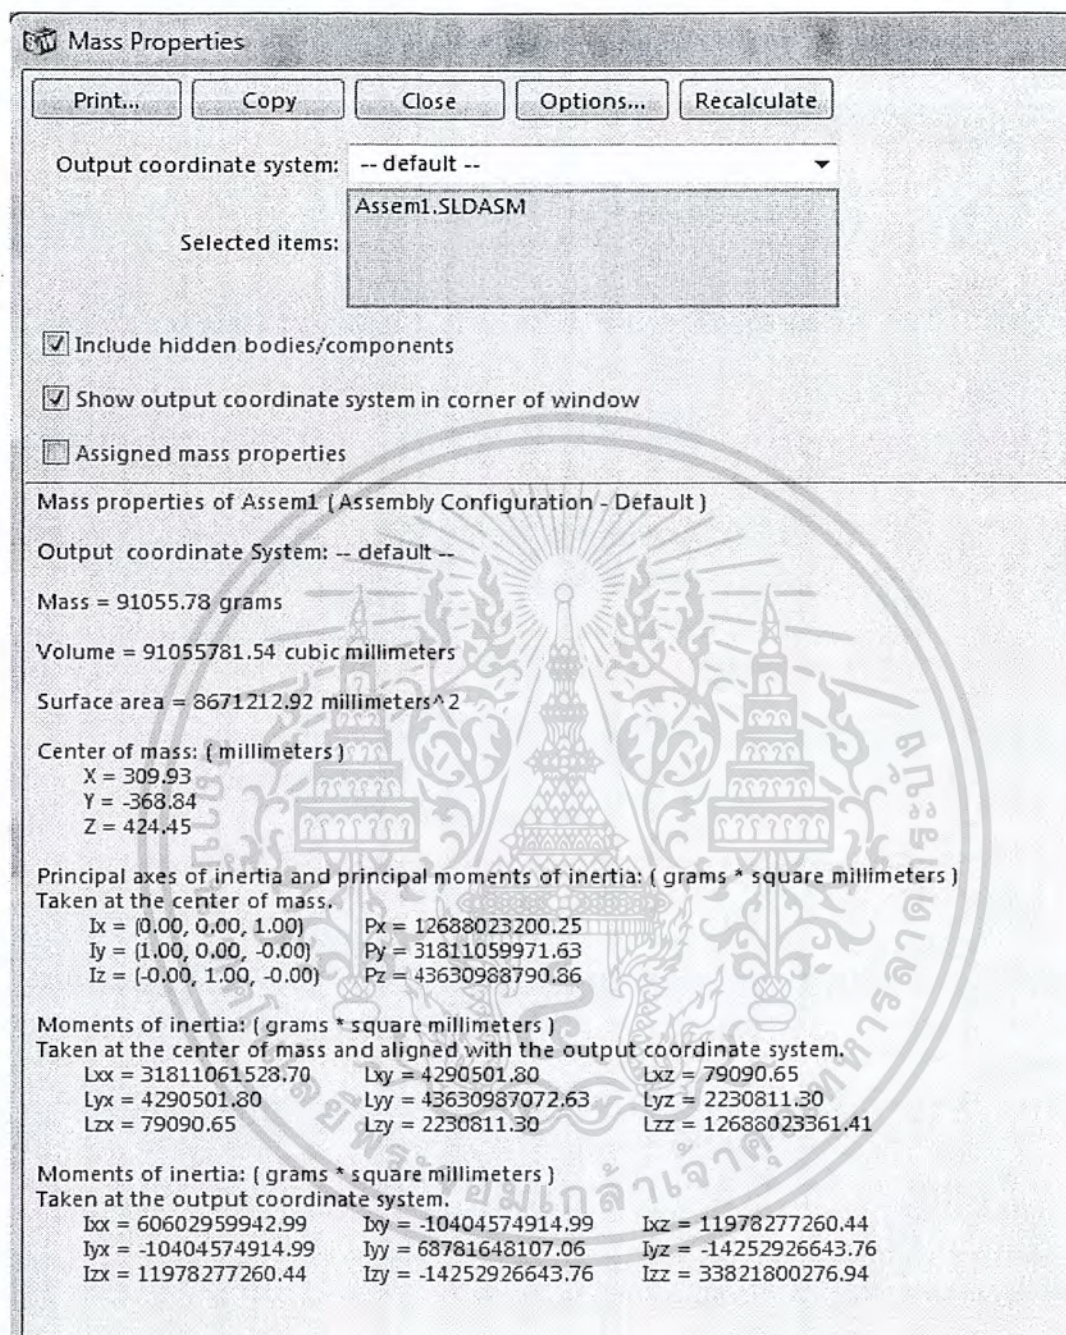 Mass Properties
Print... Copy Close Options... Recalculate
Output coordinate system: -- default --
Assem1.SLDASM
Selected items:
Include hidden bodies/components
Show output coordinate system in corner of window
Assigned mass properties
Mass properties of Assem1 ( Assembly Configuration - Default )
Output coordinate System: -- default --
Mass = 91055.78 grams
Volume = 91055781.54 cubic millimeters
Surface area = 8671212.92 millimeters^2
Center of mass: ( millimeters )
X = 309.93
Y = -368.84
Z = 424.45
Principal axes of inertia and principal moments of inertia: ( grams * square millimeters )
Taken at the center of mass.
Ix = (0.00, 0.00, 1.00) Px = 12688023200.25
Iy = (1.00, 0.00, -0.00) Py = 31811059971.63
Iz = (-0.00, 1.00, -0.00) Pz = 43630988790.86
Moments of inertia: ( grams * square millimeters )
Taken at the center of mass and aligned with the output coordinate system.
Lxx = 31811061528.70 Lxy = 4290501.80 Lxz = 79090.65
Lyx = 4290501.80 Lyy = 43630987072.63 Lyz = 2230811.30
Lzx = 79090.65 Lzy = 2230811.30 Lzz = 12688023361.41
Moments of inertia: ( grams * square millimeters )
Taken at the output coordinate system.
Ixx = 60602959942.99 Ixy = -10404574914.99 Ixz = 11978277260.44
Iyx = -10404574914.99 Iyy = 68781648107.06 Iyz = -14252926643.76
Izx = 11978277260.44 Izy = -14252926643.76 Izz = 33821800276.94